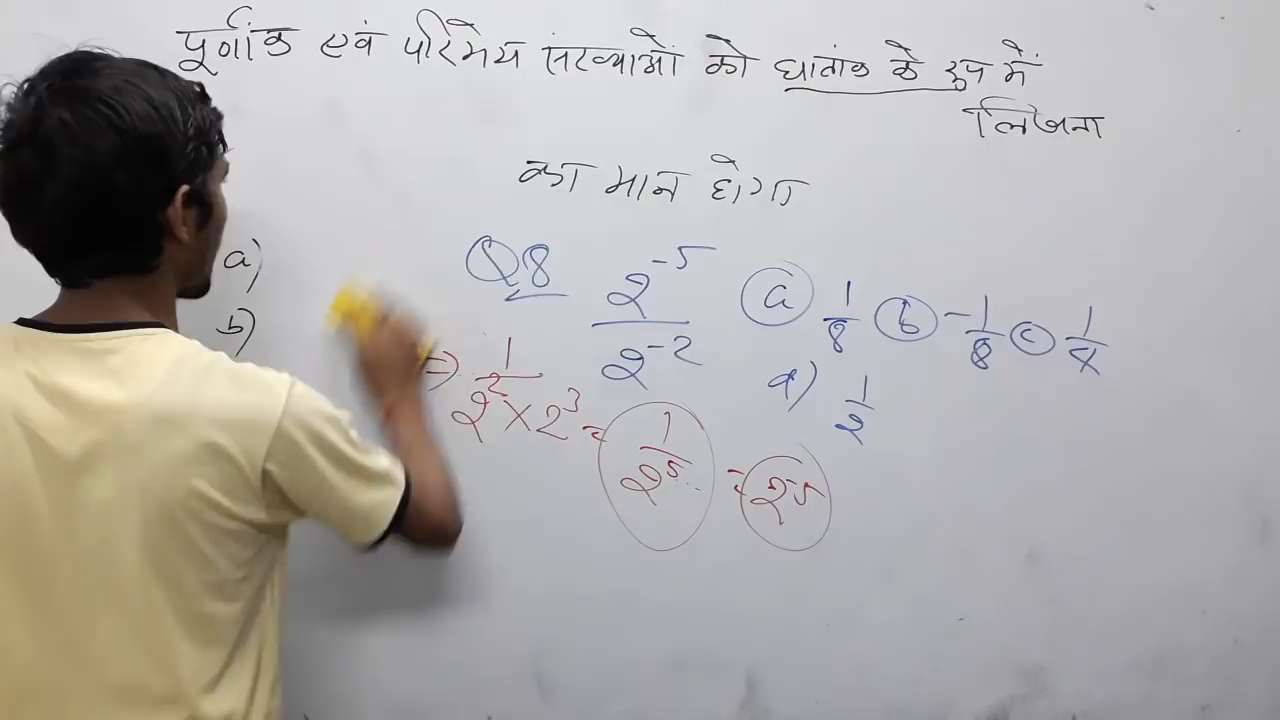 पूर्णांक एवं परिमेय संख्याओं को घातांक के रूप में
लिखना
का मान होगा
a)
b)
Q8 2^-5 / 2^-2 (a) 1/8 (b) -1/8 (c) 1/4
d) 1/2
=> 1/2^2 × 2^3 = 1/2^5 = 2^-5